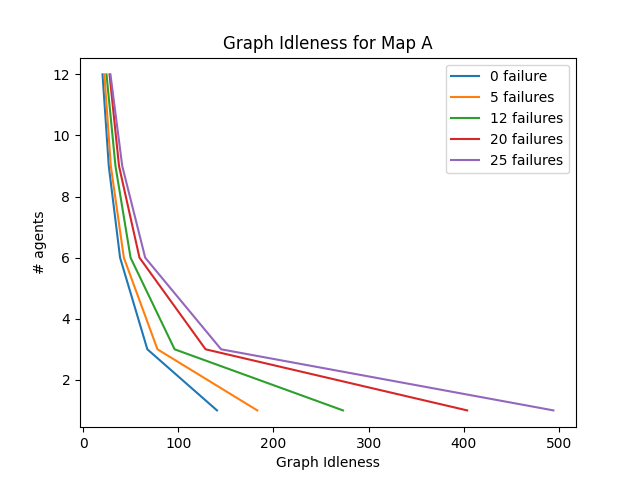 Graph Idleness for Map A
0 failure
5 failures
12 failures
20 failures
25 failures
# agents
12
10
8
6
4
2
0 100 200 300 400 500
Graph Idleness